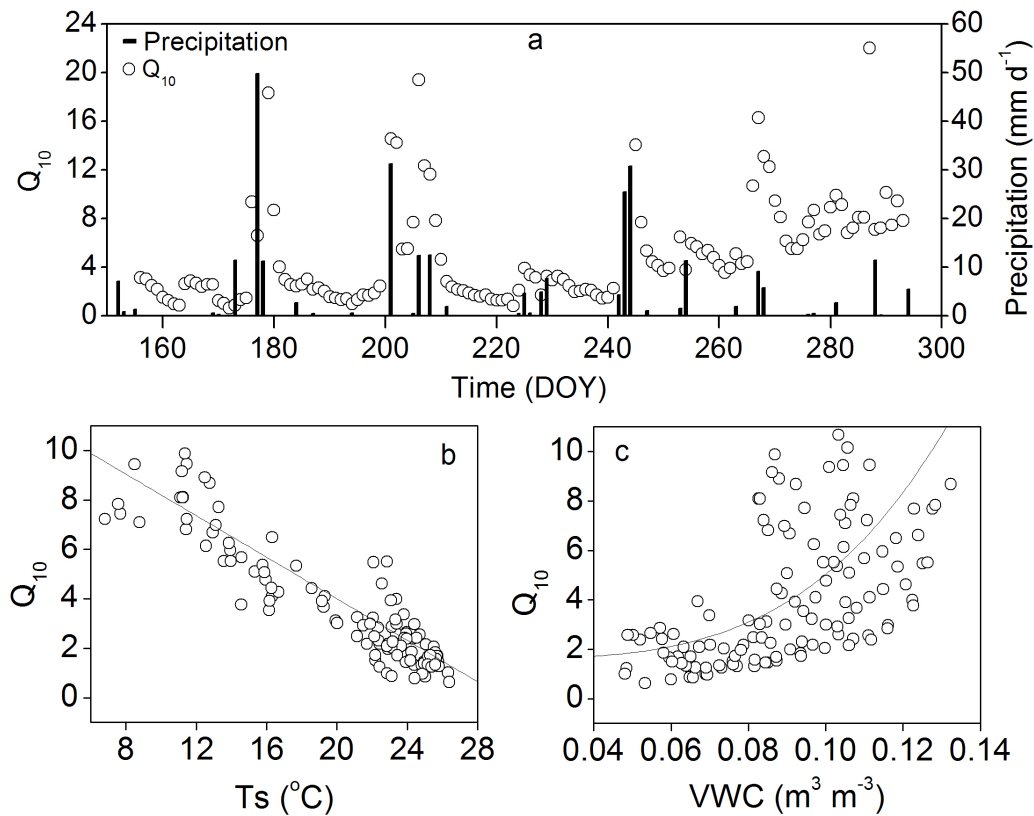 a
Precipitation
Q10
24
20
16
12
8
4
0
Q10
60
50
40
30
20
10
0
Precipitation (mm d-1)
160 180 200 220 240 260 280 300
Time (DOY)
b
10
8
6
4
2
0
Q10
8 12 16 20 24 28
Ts (oC)
c
10
8
6
4
2
0
Q10
0.04 0.06 0.08 0.10 0.12 0.14
VWC (m3 m-3)